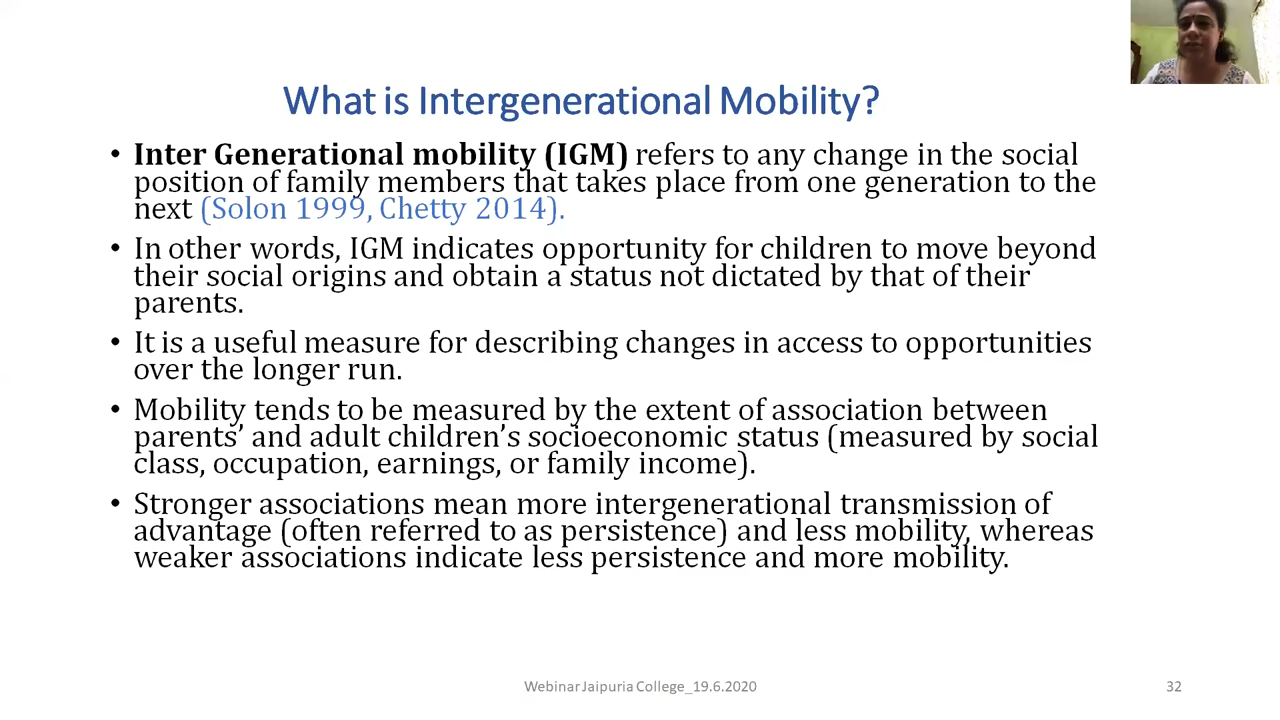 What is Intergenerational Mobility?
• Inter Generational mobility (IGM) refers to any change in the social
position of family members that takes place from one generation to the
next (Solon 1999, Chetty 2014).
• In other words, IGM indicates opportunity for children to move beyond
their social origins and obtain a status not dictated by that of their
parents.
• It is a useful measure for describing changes in access to opportunities
over the longer run.
• Mobility tends to be measured by the extent of association between
parents’ and adult children’s socioeconomic status (measured by social
class, occupation, earnings, or family income).
• Stronger associations mean more intergenerational transmission of
advantage (often referred to as persistence) and less mobility, whereas
weaker associations indicate less persistence and more mobility.
Webinar Jaipuria College_19.6.2020
32